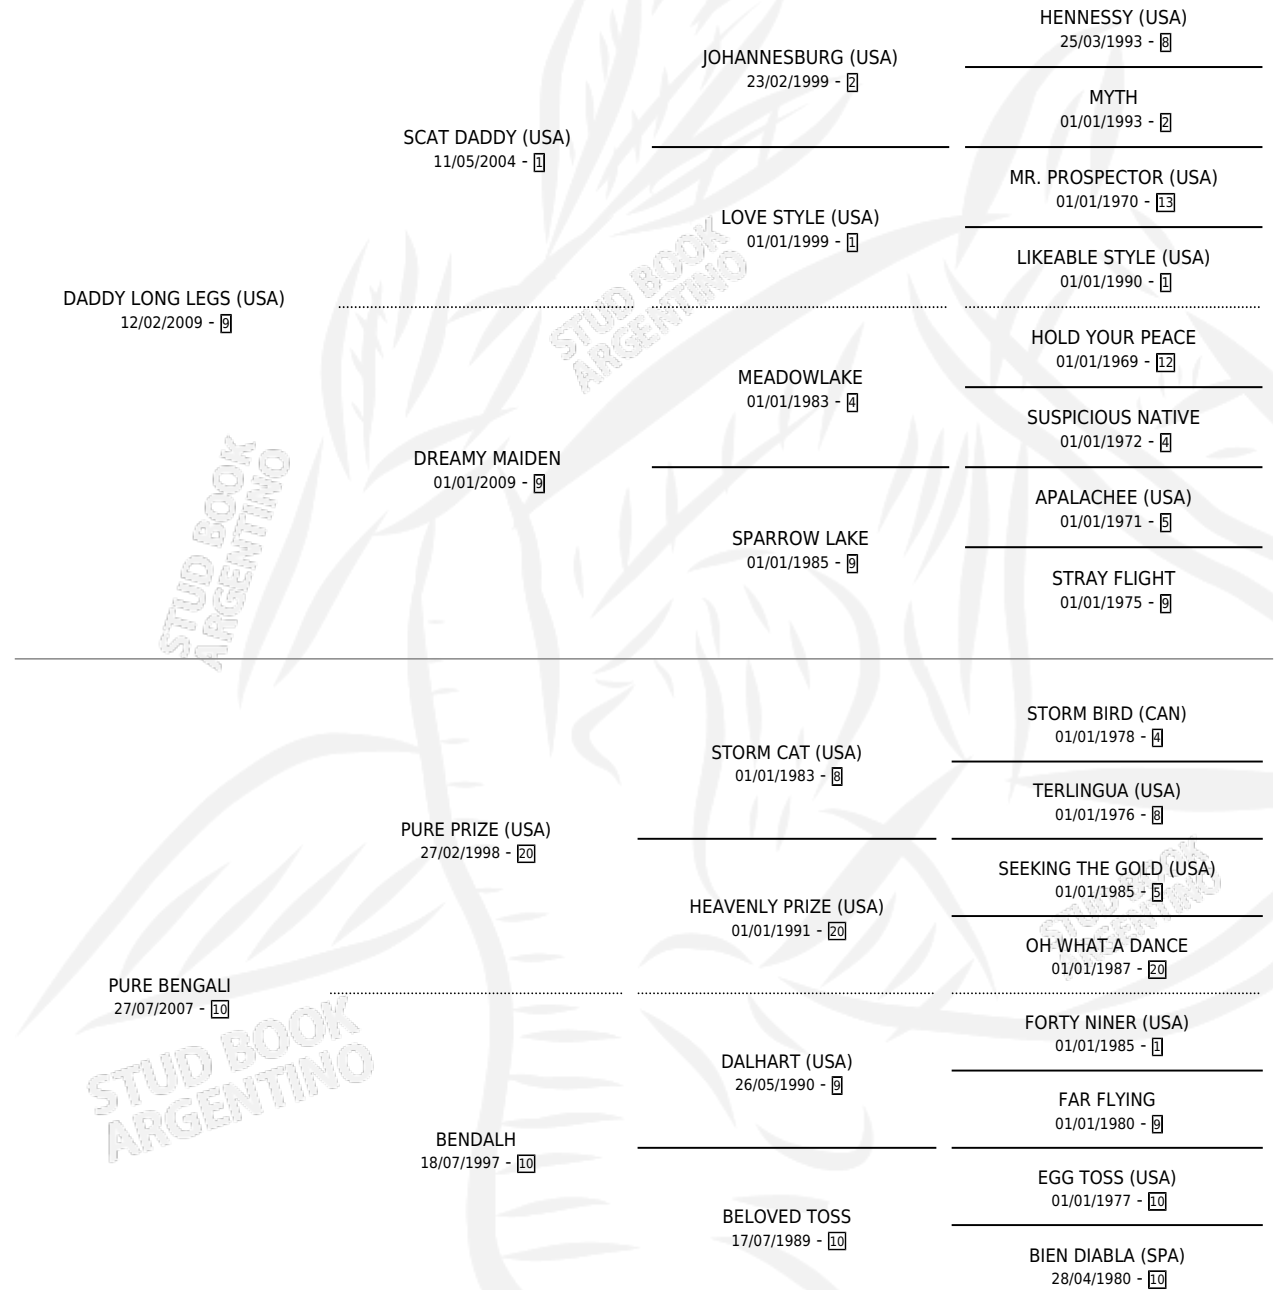 HENNESSY (USA)
25/03/1993 - 8
JOHANNESBURG (USA)
23/02/1999 - 2
MYTH
01/01/1993 - 2
SCAT DADDY (USA)
11/05/2004 - 1
MR. PROSPECTOR (USA)
01/01/1970 - 13
LOVE STYLE (USA)
01/01/1999 - 1
LIKEABLE STYLE (USA)
01/01/1990 - 1
DADDY LONG LEGS (USA)
12/02/2009 - 9
STUD BOOK
ARGENTINO
HOLD YOUR PEACE
01/01/1969 - 12
MEADOWLAKE
01/01/1983 - 4
SUSPICIOUS NATIVE
01/01/1972 - 4
DREAMY MAIDEN
01/01/2009 - 9
APALACHEE (USA)
01/01/1971 - 5
SPARROW LAKE
01/01/1985 - 9
STRAY FLIGHT
01/01/1975 - 9
STUD BOOK
ARGENTINO
STORM BIRD (CAN)
01/01/1978 - 4
STORM CAT (USA)
01/01/1983 - 8
TERLINGUA (USA)
01/01/1976 - 8
PURE PRIZE (USA)
27/02/1998 - 20
SEEKING THE GOLD (USA)
01/01/1985 - 5
HEAVENLY PRIZE (USA)
01/01/1991 - 20
STUD BOOK
ARGENTINO
OH WHAT A DANCE
01/01/1987 - 20
PURE BENGALI
27/07/2007 - 10
STUD BOOK
ARGENTINO
FORTY NINER (USA)
01/01/1985 - 1
DALHART (USA)
26/05/1990 - 9
FAR FLYING
01/01/1980 - 9
BENDALH
18/07/1997 - 10
EGG TOSS (USA)
01/01/1977 - 10
BELOVED TOSS
17/07/1989 - 10
BIEN DIABLA (SPA)
28/04/1980 - 10